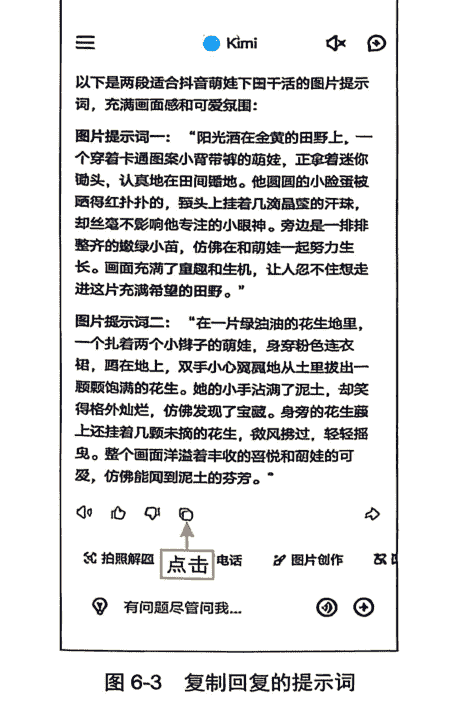 Kimi
以下是两段适合抖音萌娃下田干活的图片提示
词，充满画面感和可爱氛围：
图片提示词一：“阳光洒在金黄的田野上，一
个穿着卡通图案小背带裤的萌娃，正拿着迷你
锄头，认真地在田间锄地。他圆圆的小脸蛋被
晒得红扑扑的，额头上挂着几滴晶莹的汗珠，
却丝毫不影响他专注的小眼神。旁边是一排排
整齐的嫩绿小苗，仿佛在和萌娃一起努力生
长。画面充满了童趣和生机，让人忍不住想走
进这片充满希望的田野。”
图片提示词二：“在一片绿油油的花生地里，
一个扎着两个小辫子的萌娃，身穿粉色连衣
裙，蹲在地上，双手小心翼翼地从土里拔出一
颗颗饱满的花生。她的小手沾满了泥土，却笑
得格外灿烂，仿佛发现了宝藏。身旁的花生藤
上还挂着几颗未摘的花生，微风拂过，轻轻摇
曳。整个画面洋溢着丰收的喜悦和萌娃的可
爱，仿佛能闻到泥土的芬芳。”
拍照解题 电话 图片创作
点击
有问题尽管问我...
图 6-3 复制回复的提示词